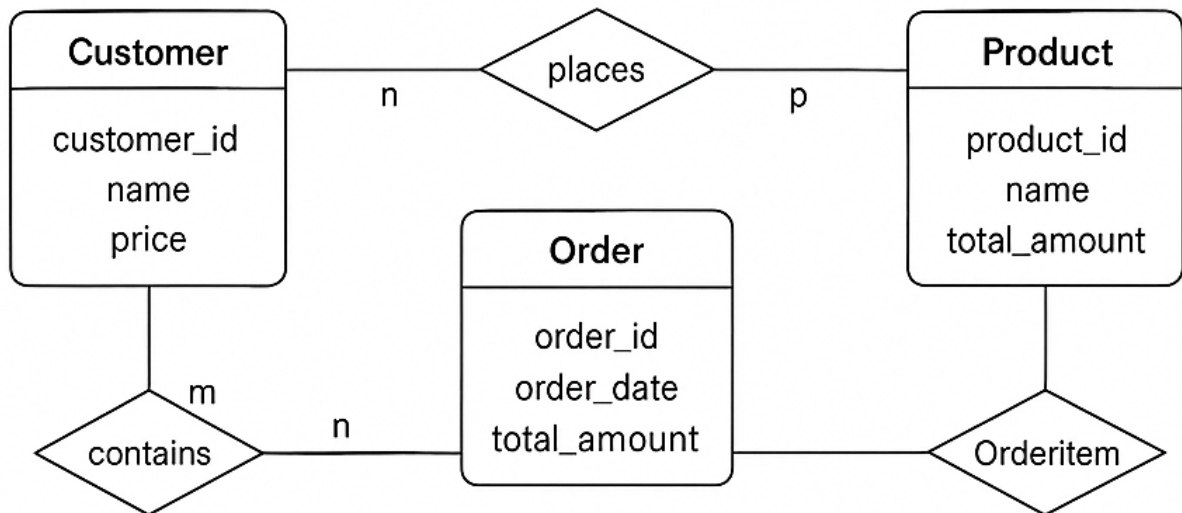 Customer
customer_id
name
price
n
places
p
Product
product_id
name
total_amount
Order
order_id
order_date
total_amount
m
contains
n
Orderitem